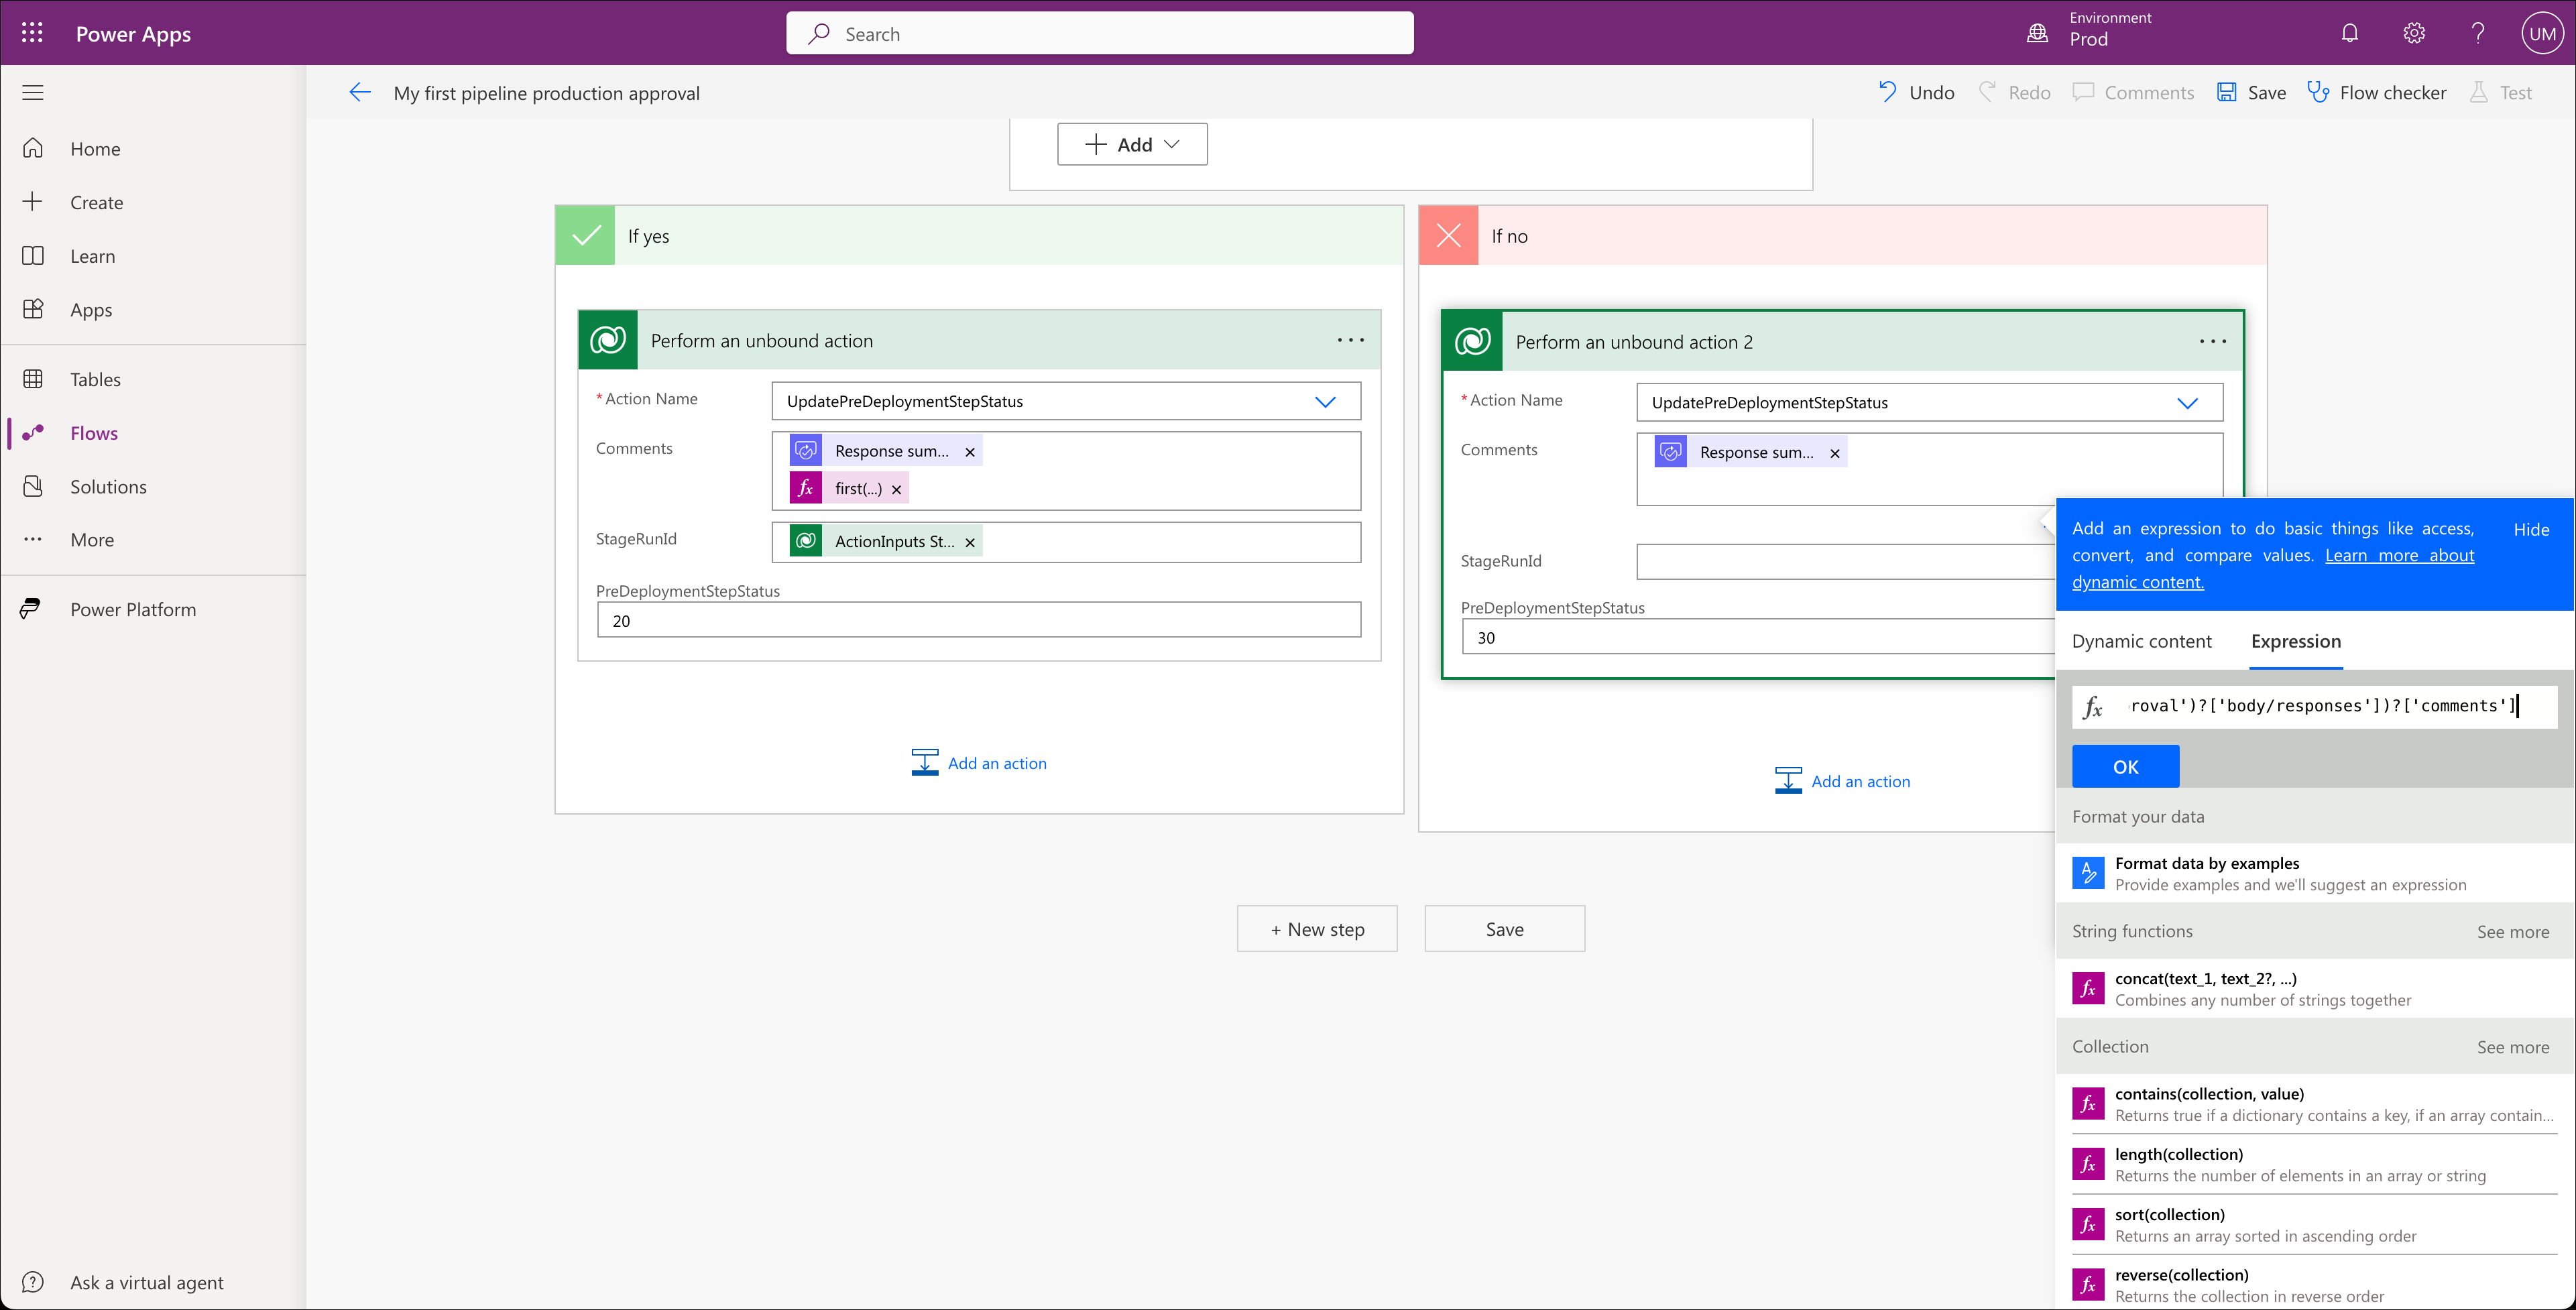 Power Apps
Search
Environment
Prod
UM
My first pipeline production approval
Undo
Redo
Comments
Save
Flow checker
Test
Home
Create
Learn
Apps
Tables
Flows
Solutions
More
Power Platform
Ask a virtual agent
Add
If yes
Perform an unbound action
*Action Name
UpdatePreDeploymentStepStatus
Comments
Response sum... ×
fx first(...) ×
StageRunId
ActionInputs St... ×
PreDeploymentStepStatus
20
Add an action
If no
Perform an unbound action 2
*Action Name
UpdatePreDeploymentStepStatus
Comments
Response sum... ×
StageRunId
PreDeploymentStepStatus
30
Add an action
+ New step
Save
Add an expression to do basic things like access,
convert, and compare values. Learn more about
dynamic content.
Hide
Dynamic content
Expression
fx roval')?['body/responses'])?['comments']
OK
Format your data
Format data by examples
Provide examples and we'll suggest an expression
String functions
See more
fx concat(text_1, text_2?, ...)
Combines any number of strings together
Collection
See more
fx contains(collection, value)
Returns true if a dictionary contains a key, if an array contain...
fx length(collection)
Returns the number of elements in an array or string
fx sort(collection)
Returns an array sorted in ascending order
fx reverse(collection)
Returns the collection in reverse order